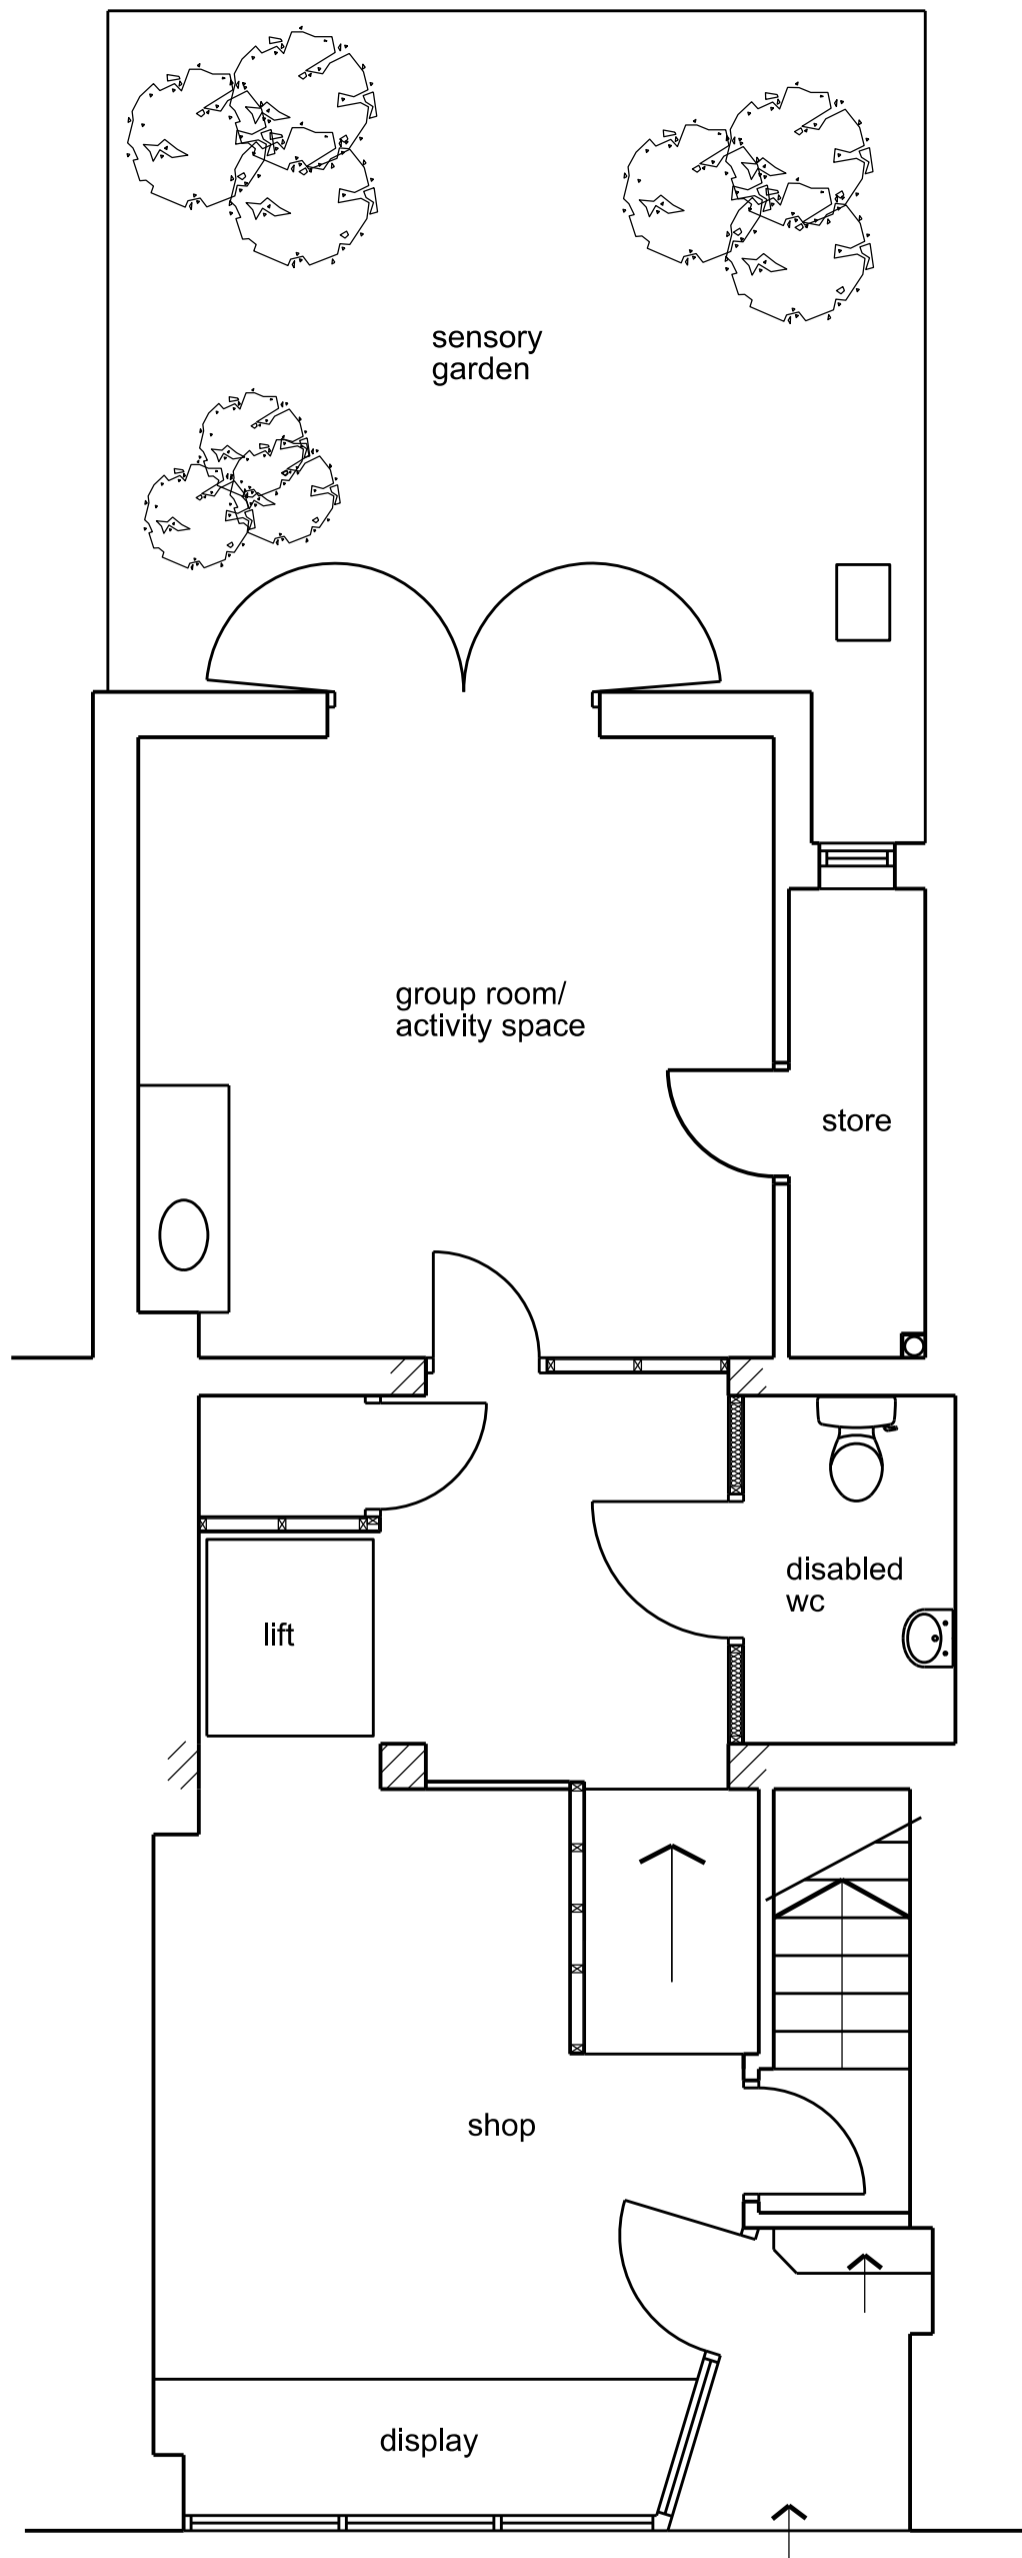 sensory
garden
group room/
activity space
store
disabled
wc
lift
shop
display